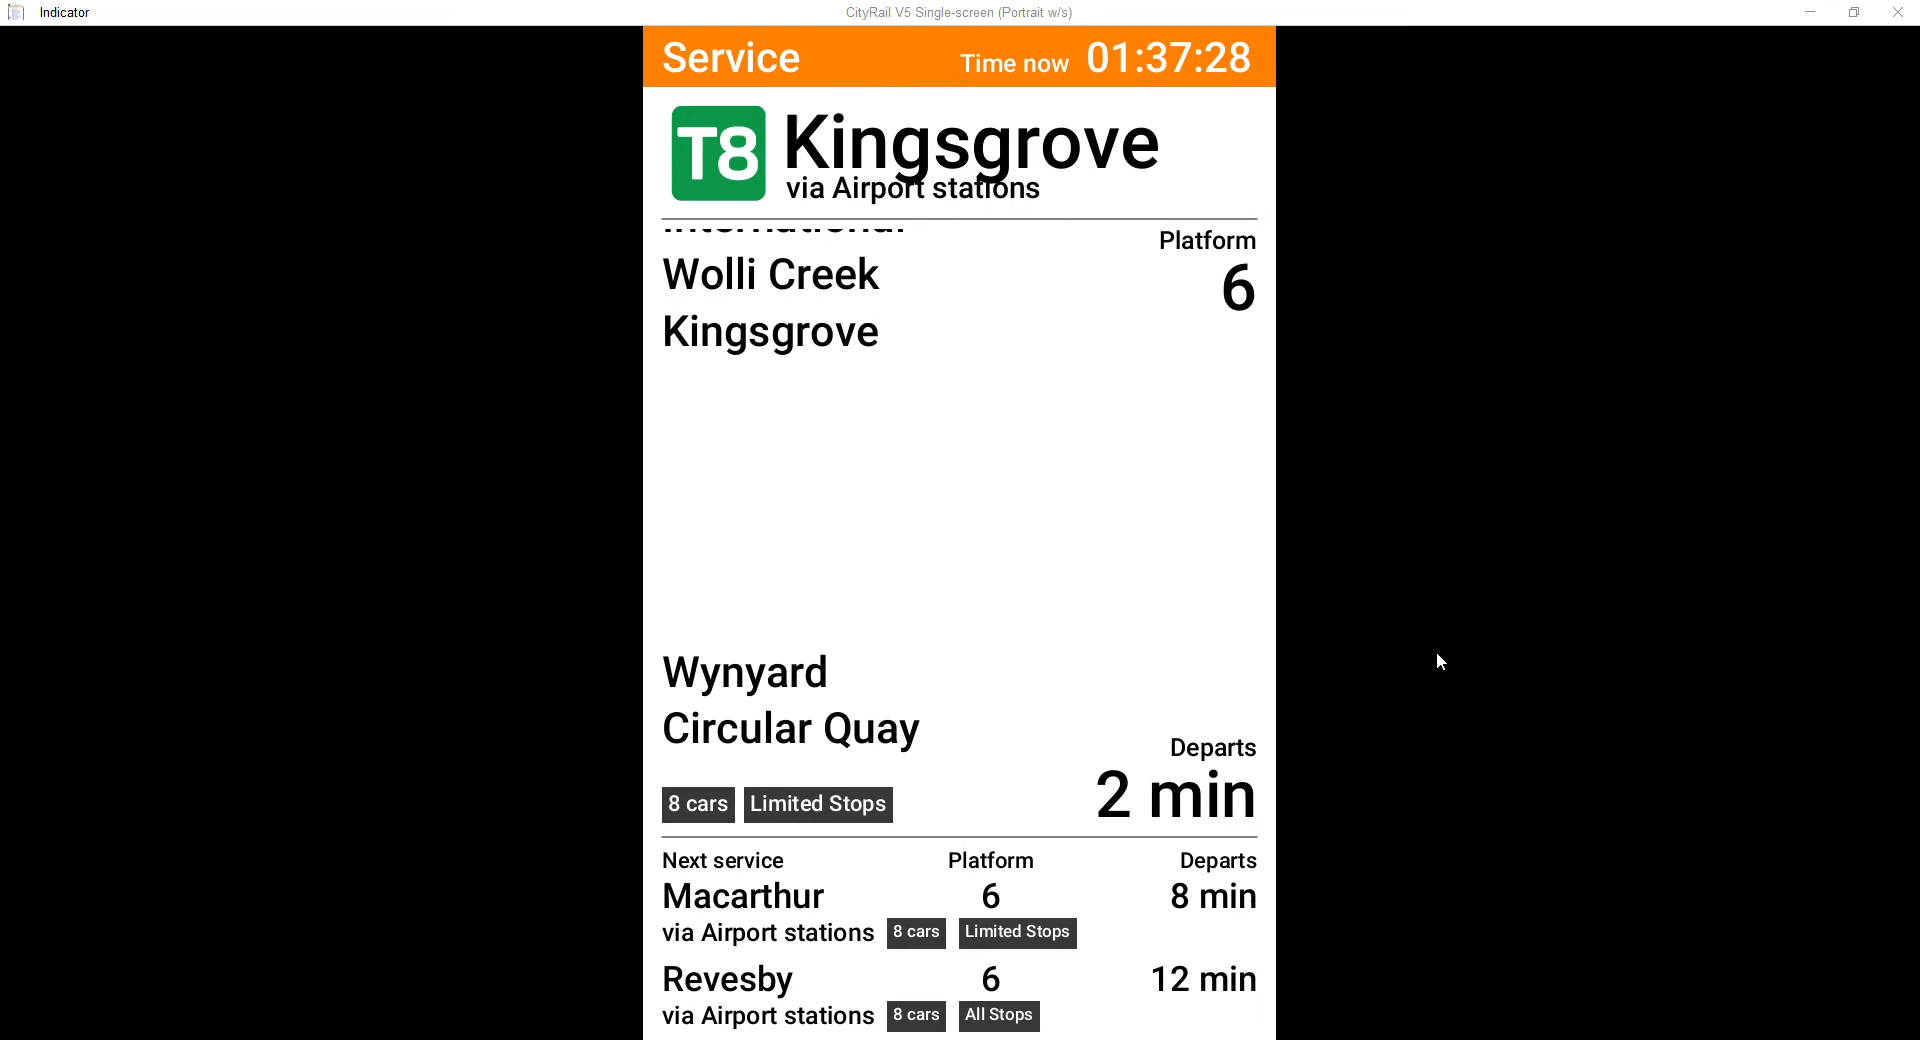 Indicator
CityRail V5 Single-screen (Portrait w/s)
Service
Time now 01:37:28
T8
Kingsgrove
via Airport stations
Platform
6
International
Wolli Creek
Kingsgrove
Wynyard
Circular Quay
8 cars
Limited Stops
Departs
2 min
Next service Platform Departs
Macarthur 6 8 min
via Airport stations 8 cars Limited Stops
Revesby 6 12 min
via Airport stations 8 cars All Stops